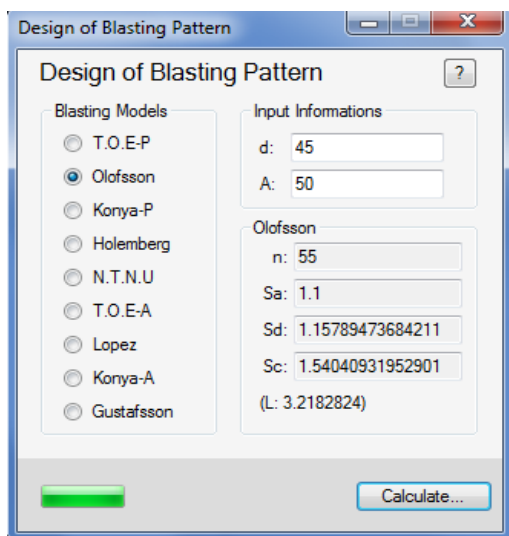 Design of Blasting Pattern
Design of Blasting Pattern
?
Blasting Models
T.O.E-P
Olofsson
Konya-P
Holemberg
N.T.N.U
T.O.E-A
Lopez
Konya-A
Gustafsson
Input Informations
d: 45
A: 50
Olofsson
n: 55
Sa: 1.1
Sd: 1.15789473684211
Sc: 1.54040931952901
(L: 3.2182824)
Calculate...